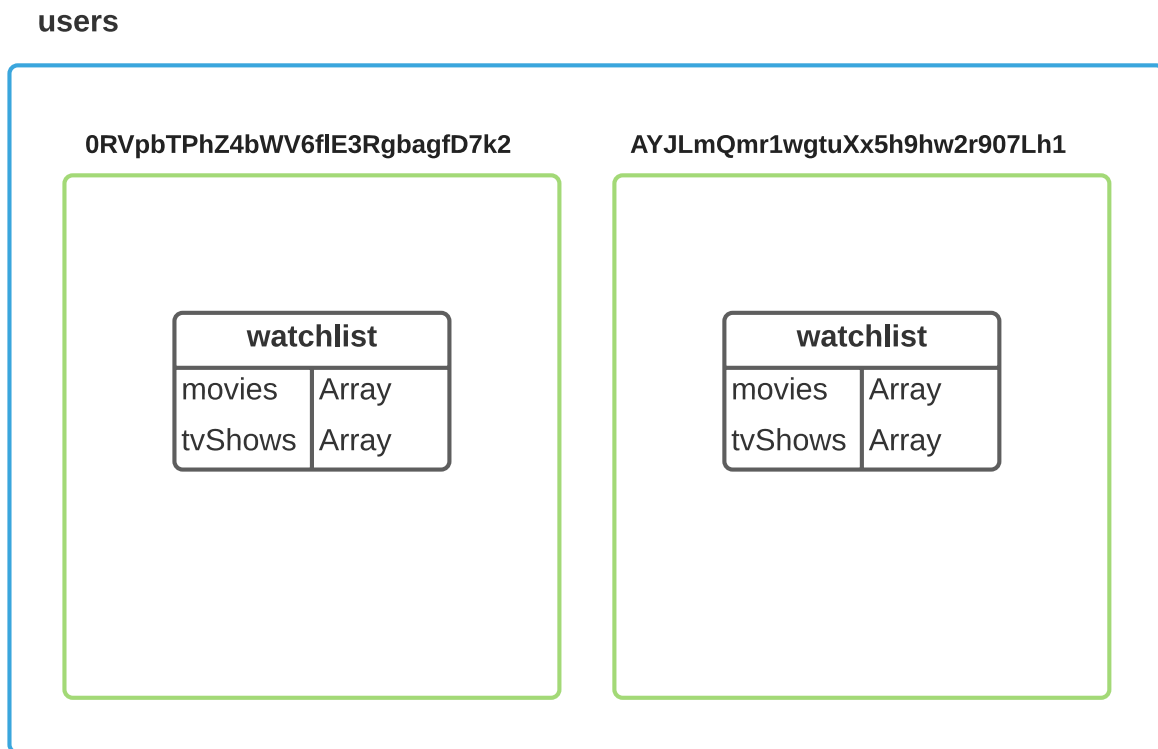 users
0RVpbTPhZ4bWV6flE3RgbagfD7k2 AYJLmQmr1wgtuXx5h9hw2r907Lh1
watchlist watchlist
movies Array movies Array
tvShows Array tvShows Array